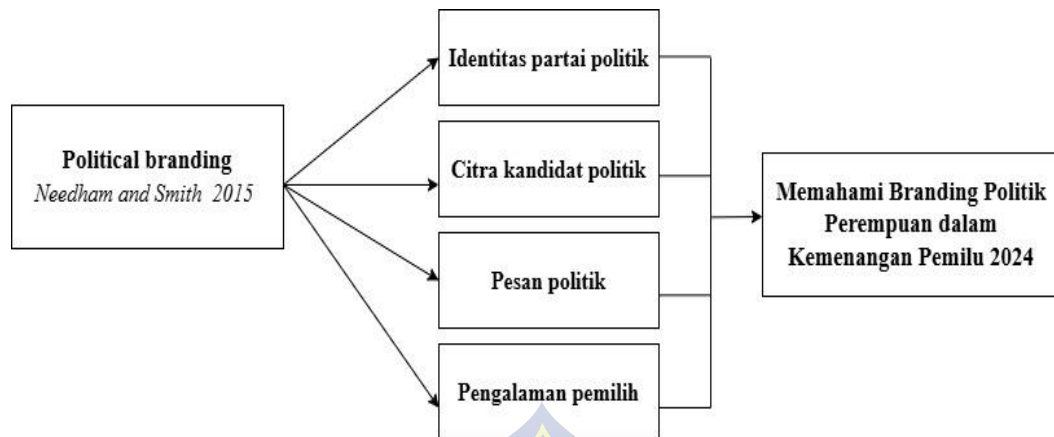 Political branding
Needham and Smith 2015
Identitas partai politik
Citra kandidat politik
Pesan politik
Pengalaman pemilih
Memahami Branding Politik
Perempuan dalam
Kemenangan Pemilu 2024